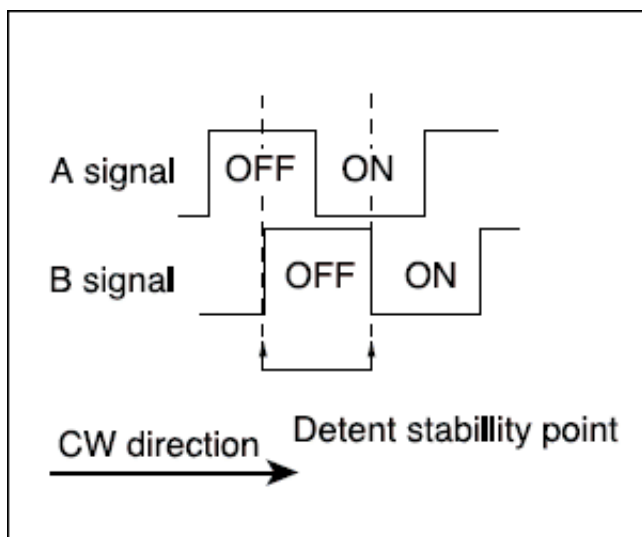 A signal OFF ON
B signal OFF ON
Detent stabillity point
CW direction